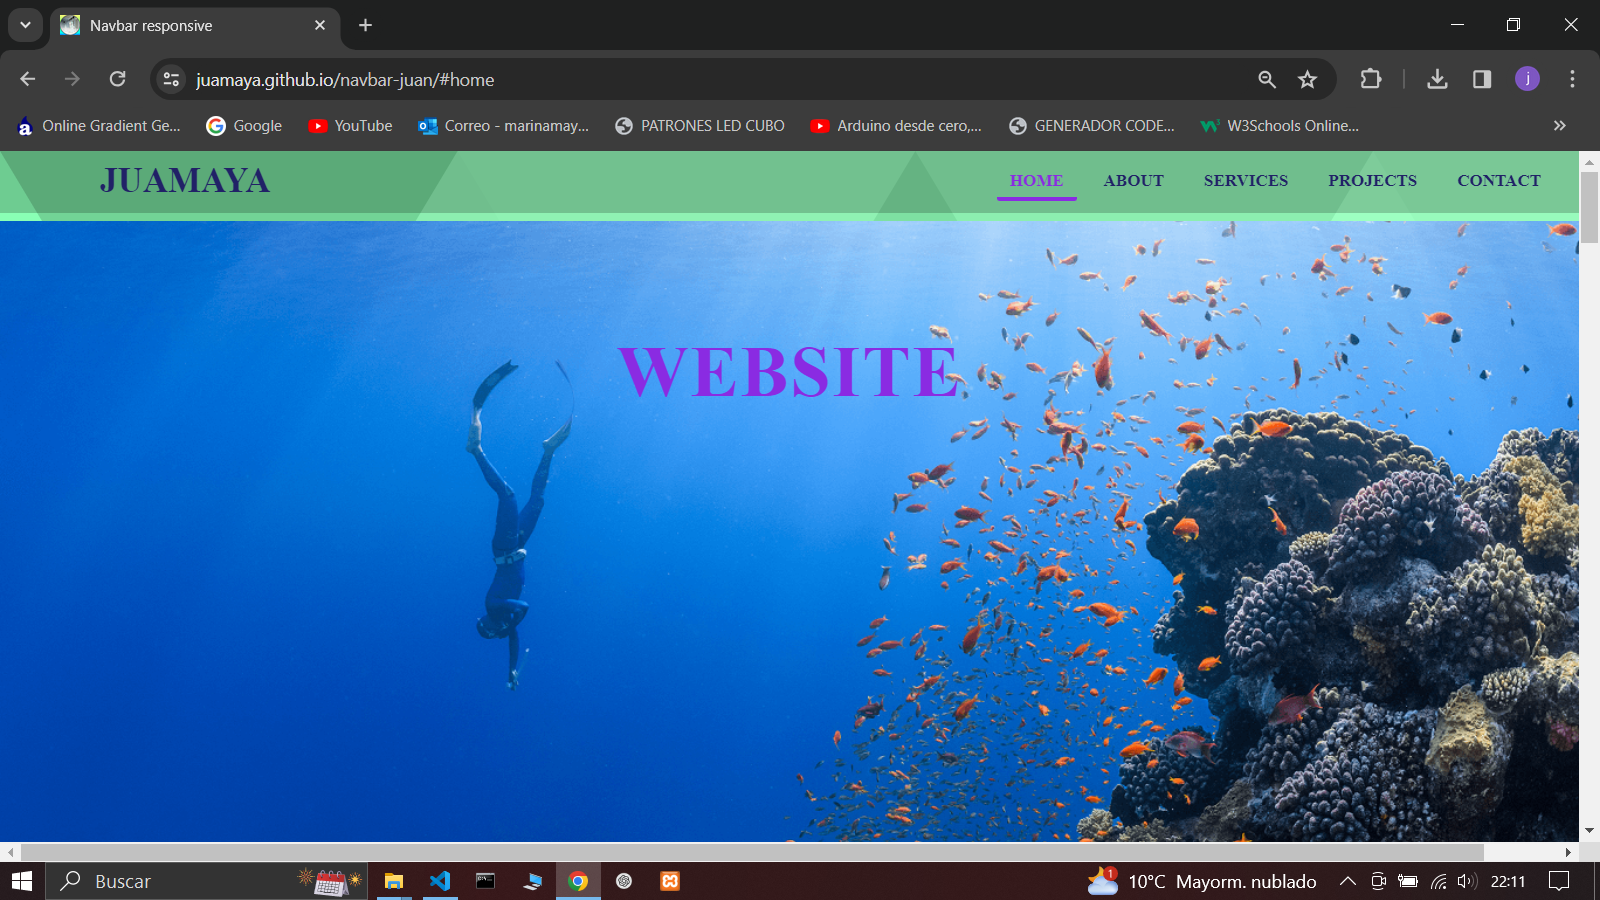 Navbar responsive
juamaya.github.io/navbar-juan/#home
j
Online Gradient Ge... Google YouTube Correo - marinamay... PATRONES LED CUBO Arduino desde cero,... GENERADOR CODE... W3Schools Online...
JUAMAYA HOME ABOUT SERVICES PROJECTS CONTACT
WEBSITE
Buscar 1 10°C Mayorm. nublado 22:11